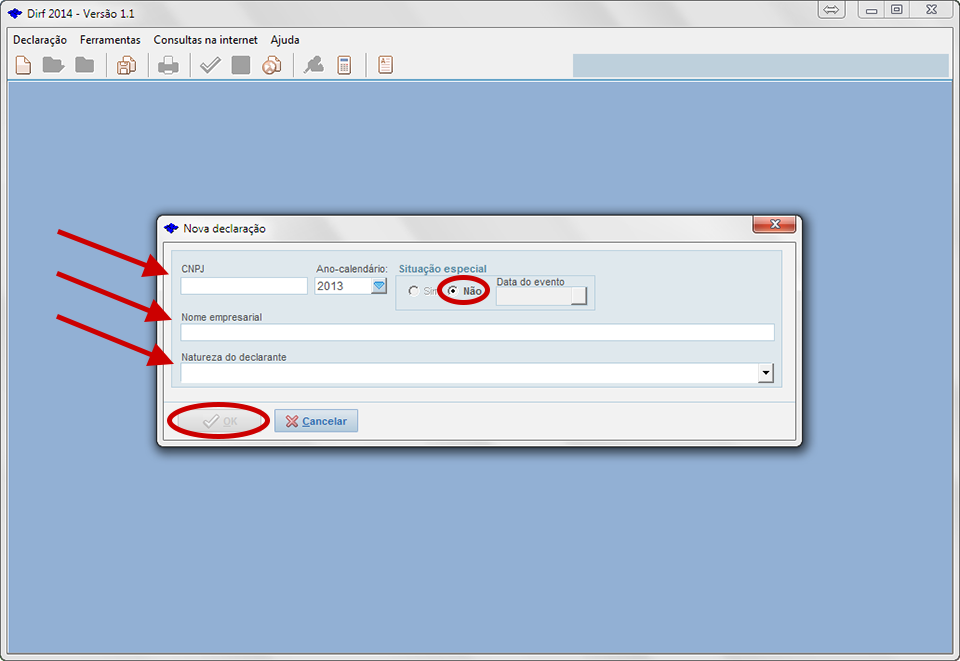 Dirf 2014 - Versão 1.1
Declaração Ferramentas Consultas na internet Ajuda
Nova declaração
CNPJ Ano-calendário: Situação especial
2013 Sim Não Data do evento
Nome empresarial
Natureza do declarante
OK Cancelar